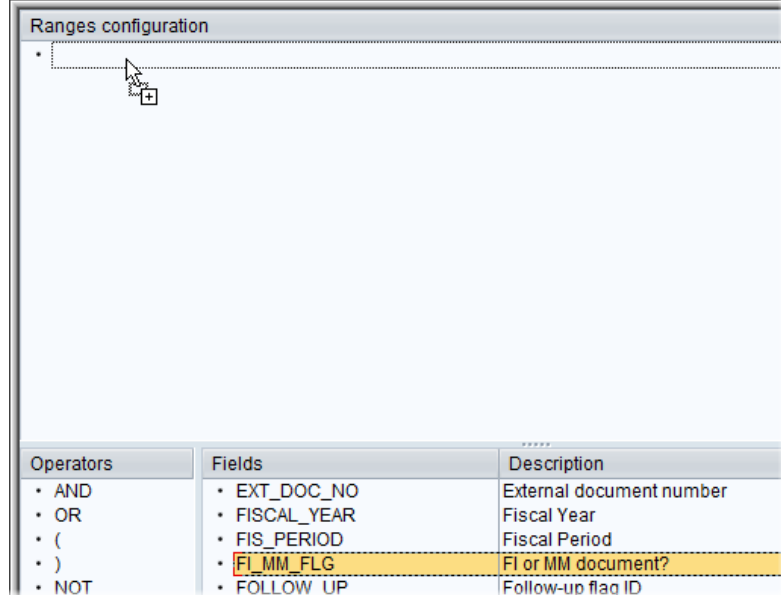 Ranges configuration
Operators Fields Description
• AND • EXT_DOC_NO External document number
• OR • FISCAL_YEAR Fiscal Year
• ( • FIS_PERIOD Fiscal Period
• ) • FI_MM_FLG FI or MM document?
• NOT • FOLLOW_UP Follow-up flag ID